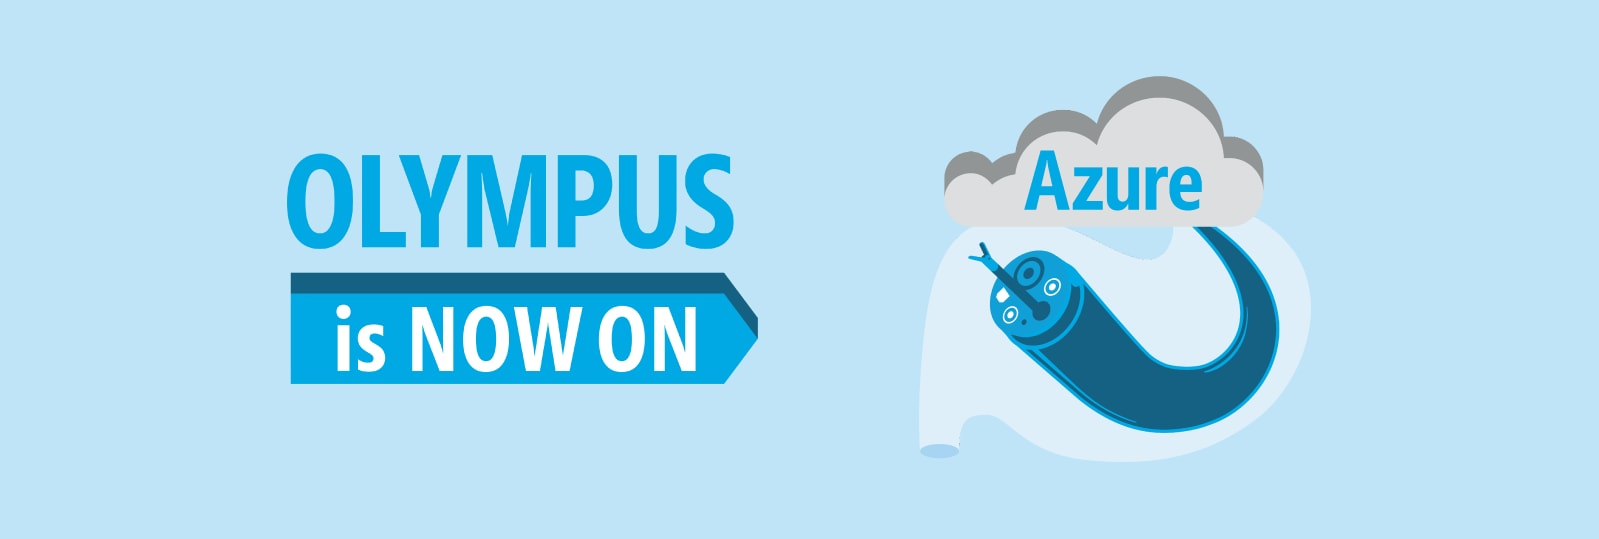 OLYMPUS
is NOW ON
Azure